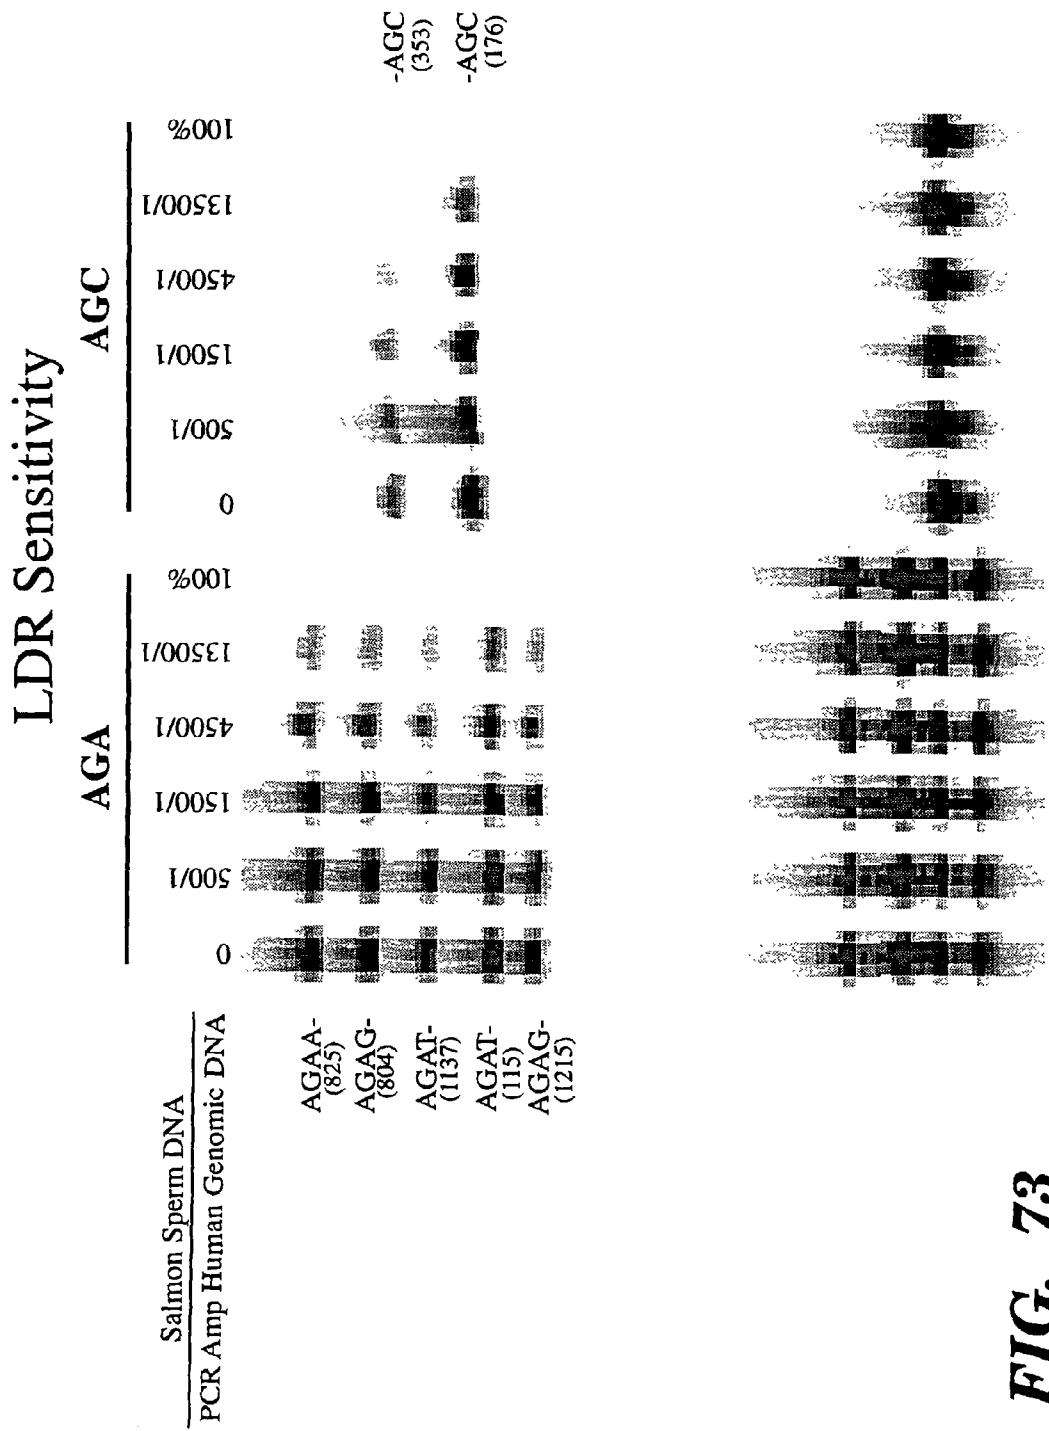 LDR Sensitivity
AGA
AGC
Salmon Sperm DNA
PCR Amp Human Genomic DNA
0
500/1
1500/1
4500/1
13500/1
100%
0
500/1
1500/1
4500/1
13500/1
100%
AGAA-
(825)
AGAG-
(804)
AGAT-
(1137)
AGAT-
(115)
AGAG-
(1215)
-AGC
(353)
-AGC
(176)
FIG. 73